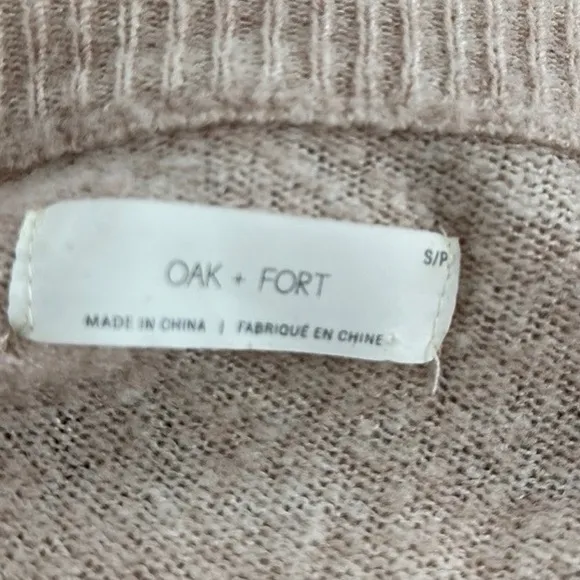 S/P
OAK + FORT
MADE IN CHINA | FABRIQUÉ EN CHINE